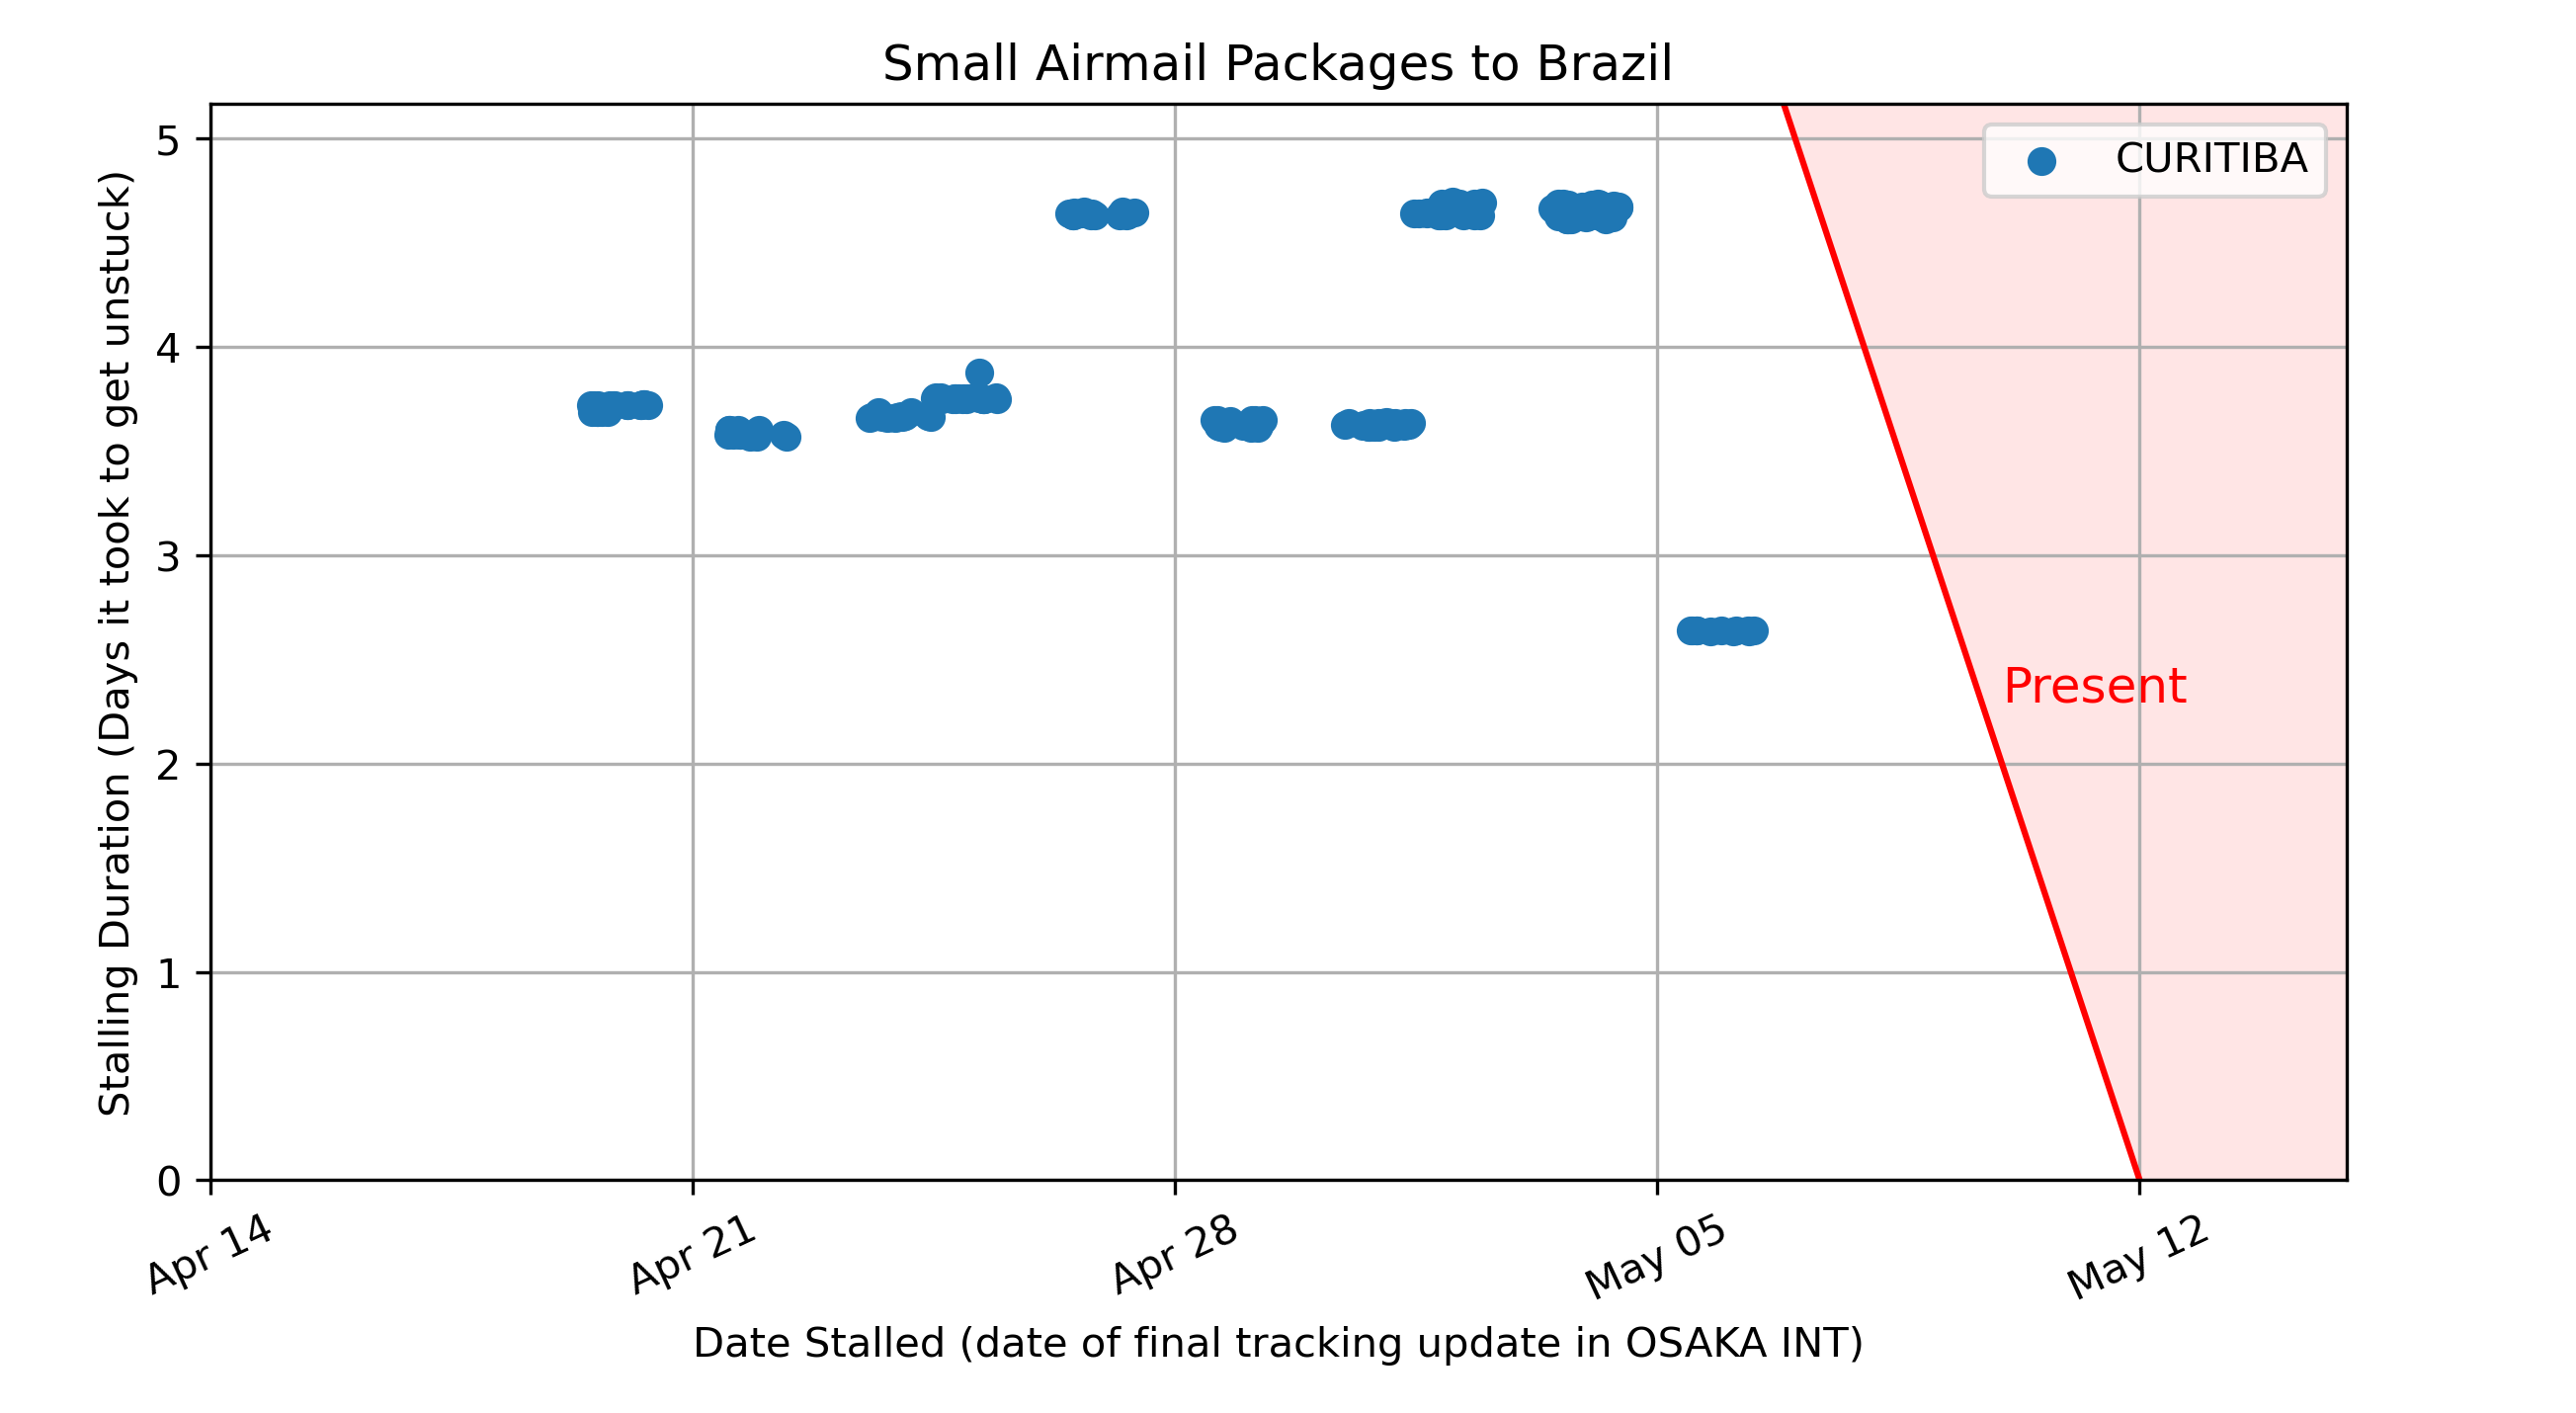 Small Airmail Packages to Brazil
Stalling Duration (Days it took to get unstuck)
5
4
3
2
1
0
CURITIBA
Present
Apr 14
Apr 21
Apr 28
May 05
May 12
Date Stalled (date of final tracking update in OSAKA INT)